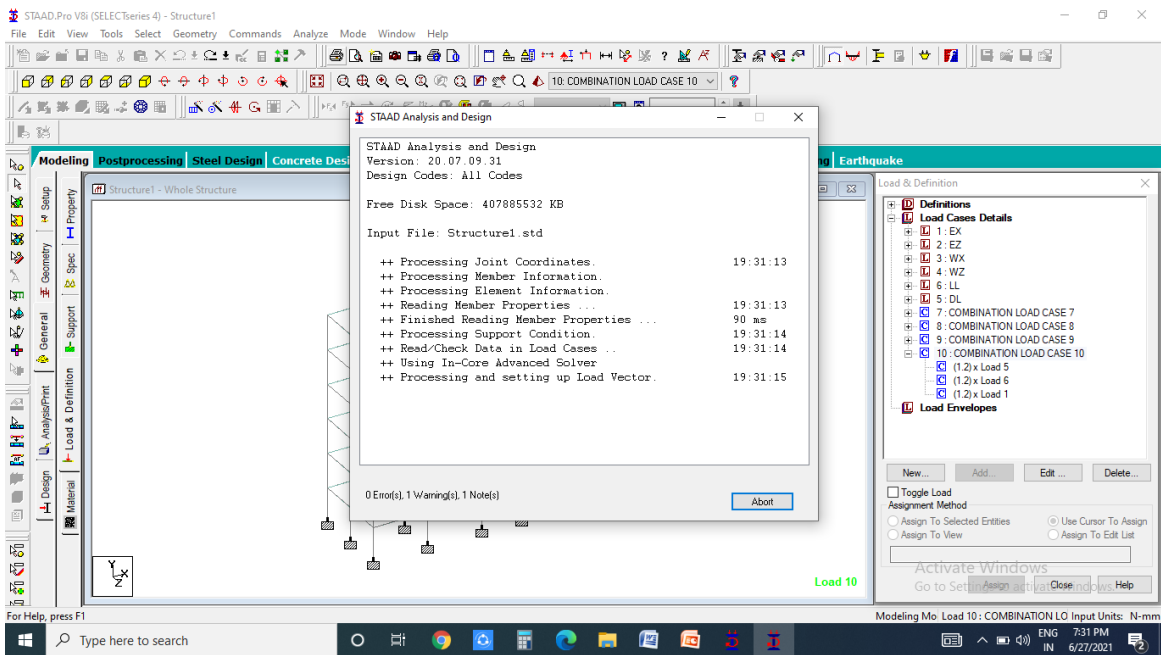 STAAD.Pro V8i (SELECTseries 4) - Structure1
File Edit View Tools Select Geometry Commands Analyze Mode Window Help
10: COMBINATION LOAD CASE 10
Modeling Postprocessing Steel Design Concrete Desi
Earthquake
Structure1 - Whole Structure
Setup
Geometry
General
Analysis/Print
Design
Property
Spec
Support
Load & Definition
Material
STAAD Analysis and Design
STAAD Analysis and Design
Version: 20.07.09.31
Design Codes: All Codes
Free Disk Space: 407885532 KB
Input File: Structure1.std
++ Processing Joint Coordinates. 19:31:13
++ Processing Member Information.
++ Processing Element Information.
++ Reading Member Properties ... 19:31:13
++ Finished Reading Member Properties ... 90 ms
++ Processing Support Condition. 19:31:14
++ Read/Check Data in Load Cases .. 19:31:14
++ Using In-Core Advanced Solver
++ Processing and setting up Load Vector. 19:31:15
0 Error(s), 1 Warning(s), 1 Note(s)
Abort
Y
X
Z
Load 10
Load & Definition
D Definitions
L Load Cases Details
L 1 : EX
L 2 : EZ
L 3 : WX
L 4 : WZ
L 6 : LL
L 5 : DL
C 7 : COMBINATION LOAD CASE 7
C 8 : COMBINATION LOAD CASE 8
C 9 : COMBINATION LOAD CASE 9
C 10 : COMBINATION LOAD CASE 10
C (1.2) x Load 5
C (1.2) x Load 6
C (1.2) x Load 1
L Load Envelopes
New... Add... Edit ... Delete...
Toggle Load
Assignment Method
Assign To Selected Entities Use Cursor To Assign
Assign To View Assign To Edit List
Activate Windows
Go to Settings to activate Windows.
Assign Close Help
For Help, press F1
Modeling Mo Load 10 : COMBINATION LO Input Units: N-mm
Type here to search
ENG
IN
7:31 PM
6/27/2021
2